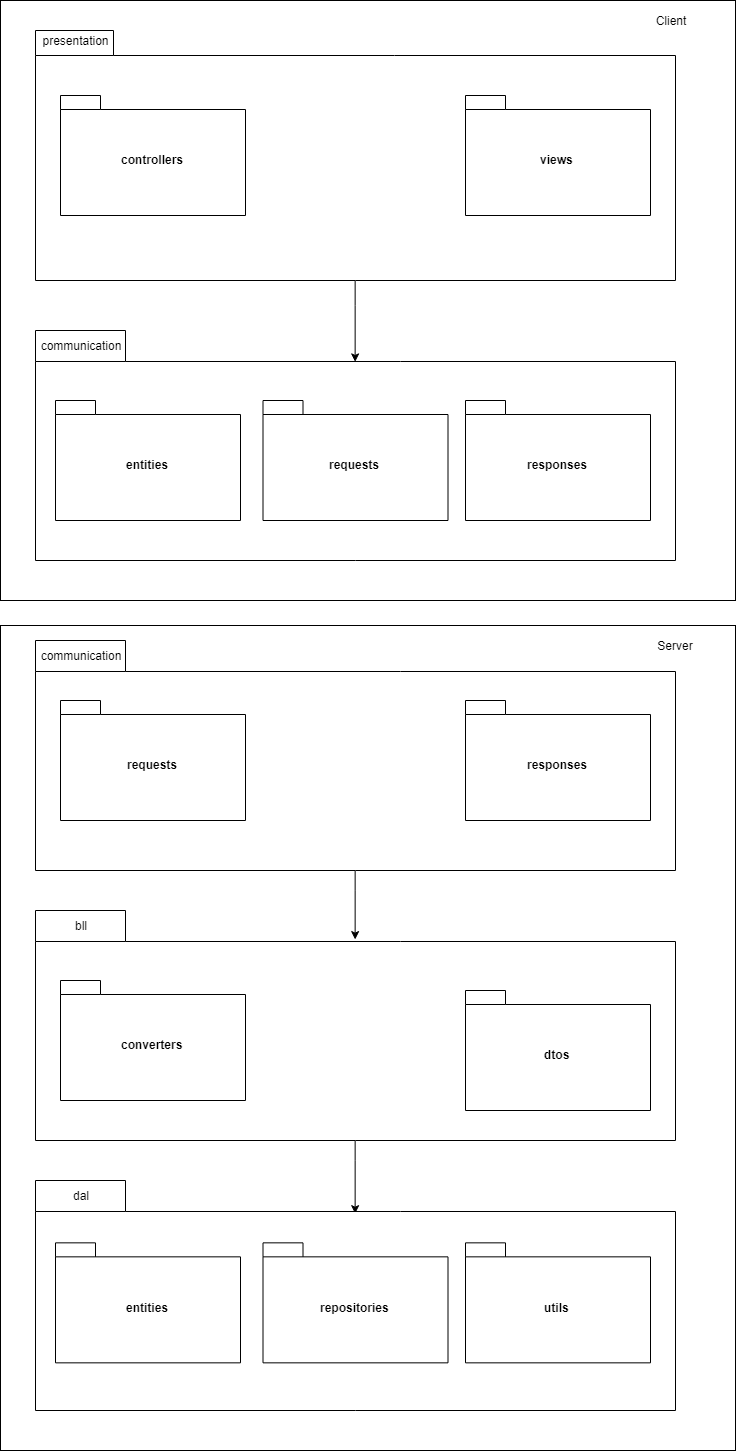 Client
presentation
controllers
views
communication
entities
requests
responses
Server
communication
requests
responses
bll
converters
dtos
dal
entities
repositories
utils